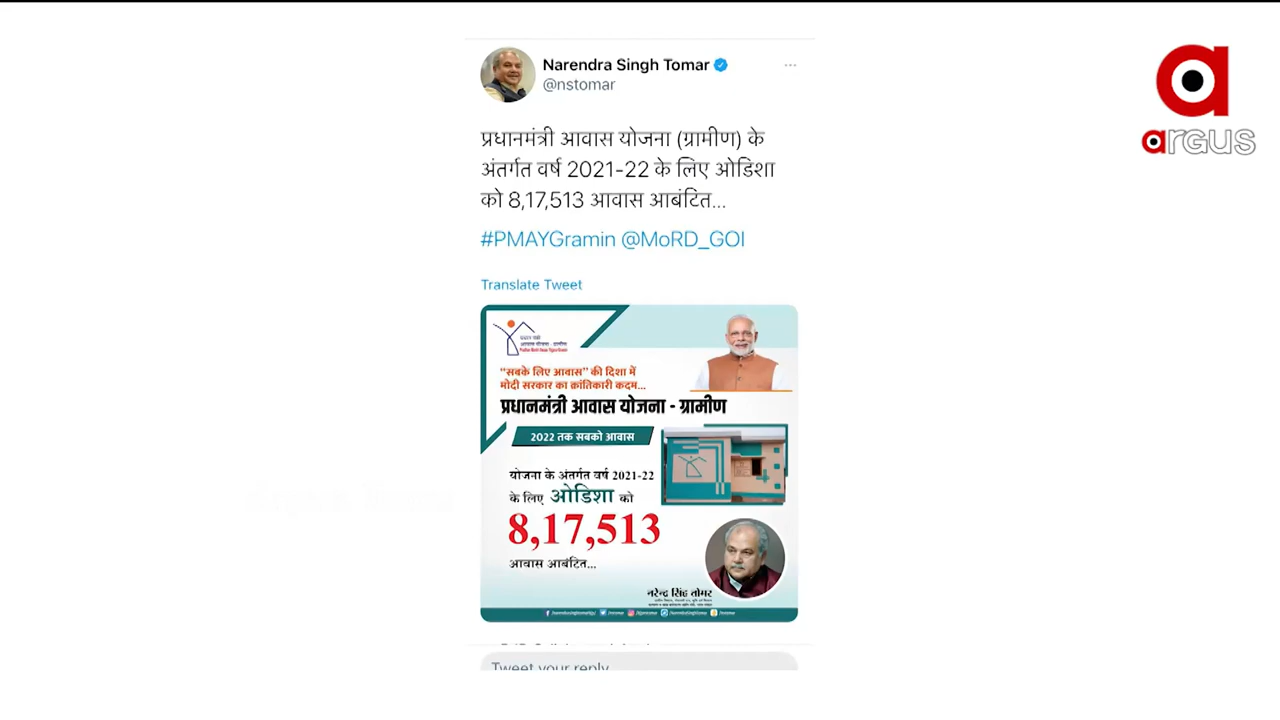 Narendra Singh Tomar
@nstomar
argus
प्रधानमंत्री आवास योजना (ग्रामीण) के
अंतर्गत वर्ष 2021-22 के लिए ओडिशा
को 8,17,513 आवास आबंटित...
#PMAYGramin @MoRD_GOI
Translate Tweet
"सबके लिए आवास" की दिशा में
मोदी सरकार का क्रांतिकारी कदम...
प्रधानमंत्री आवास योजना - ग्रामीण
2022 तक सबको आवास
योजना के अंतर्गत वर्ष 2021-22
के लिए ओडिशा को
8,17,513
आवास आबंटित...
नरेन्द्र सिंह तोमर
Tweet your reply